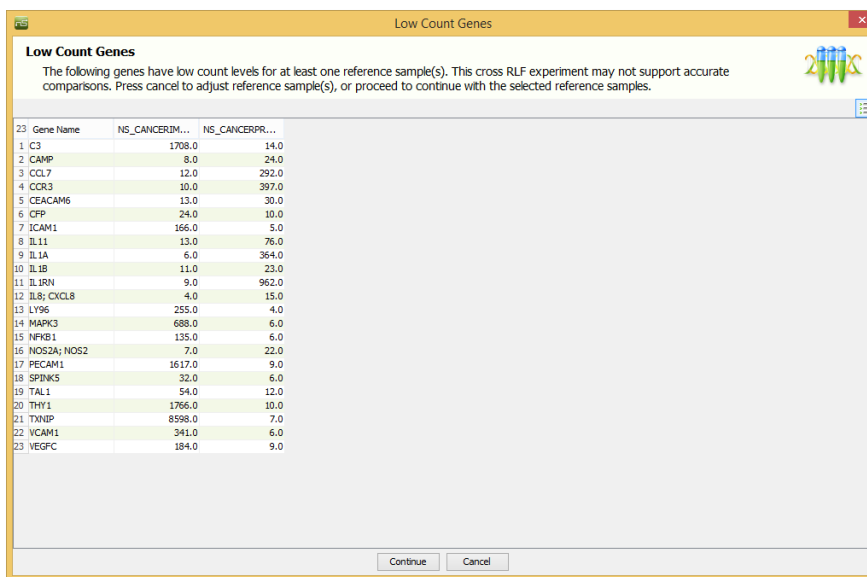 Low Count Genes
Low Count Genes
The following genes have low count levels for at least one reference sample(s). This cross RLF experiment may not support accurate
comparisons. Press cancel to adjust reference sample(s), or proceed to continue with the selected reference samples.
23 Gene Name NS_CANCERIM... NS_CANCERPR...
1 C3 1708.0 14.0
2 CAMP 8.0 24.0
3 CCL7 12.0 292.0
4 CCR3 10.0 397.0
5 CEACAM6 13.0 30.0
6 CFP 24.0 10.0
7 ICAM1 166.0 5.0
8 IL11 13.0 76.0
9 IL1A 6.0 364.0
10 IL1B 11.0 23.0
11 IL1RN 9.0 962.0
12 IL8; CXCL8 4.0 15.0
13 LY96 255.0 4.0
14 MAPK3 688.0 6.0
15 NFKB1 135.0 6.0
16 NOS2A; NOS2 7.0 22.0
17 PECAM1 1617.0 9.0
18 SPINK5 32.0 6.0
19 TAL1 54.0 12.0
20 THY1 1766.0 10.0
21 TXNIP 8598.0 7.0
22 VCAM1 341.0 6.0
23 VEGFC 184.0 9.0
Continue Cancel